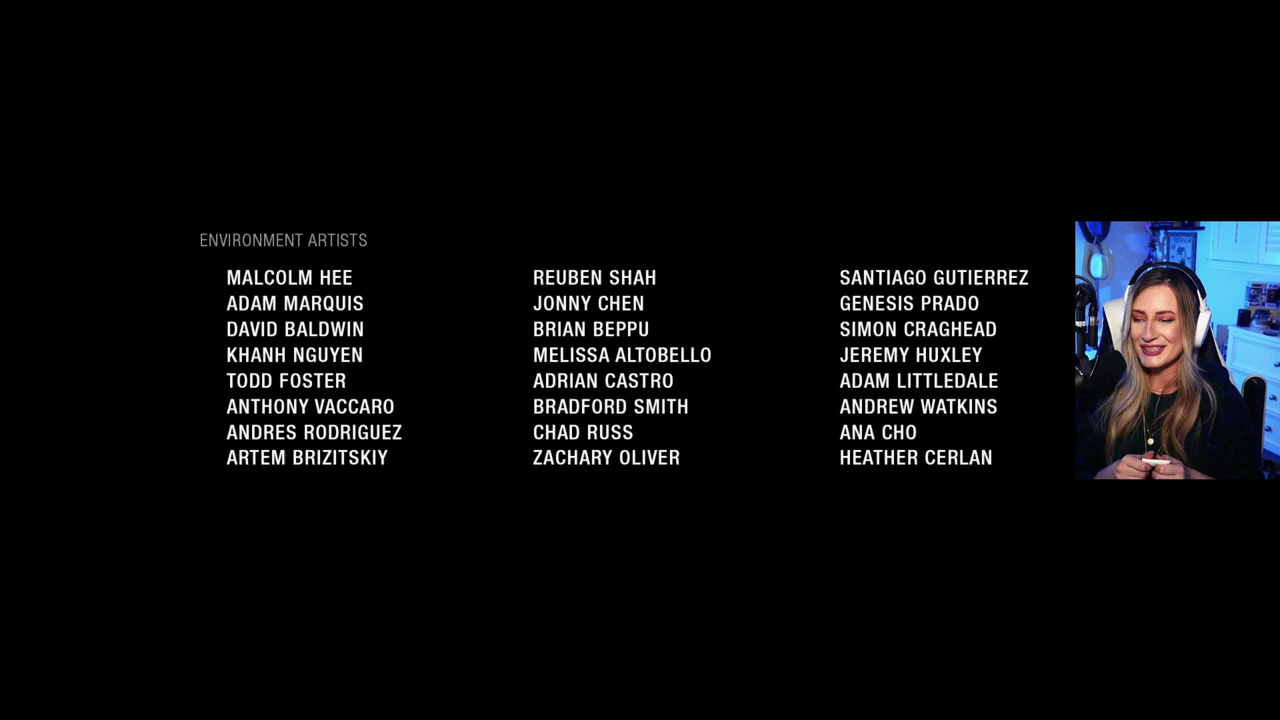 ENVIRONMENT ARTISTS
MALCOLM HEE
ADAM MARQUIS
DAVID BALDWIN
KHANH NGUYEN
TODD FOSTER
ANTHONY VACCARO
ANDRES RODRIGUEZ
ARTEM BRIZITSKIY
REUBEN SHAH
JONNY CHEN
BRIAN BEPPU
MELISSA ALTOBELLO
ADRIAN CASTRO
BRADFORD SMITH
CHAD RUSS
ZACHARY OLIVER
SANTIAGO GUTIERREZ
GENESIS PRADO
SIMON CRAGHEAD
JEREMY HUXLEY
ADAM LITTLEDALE
ANDREW WATKINS
ANA CHO
HEATHER CERLAN